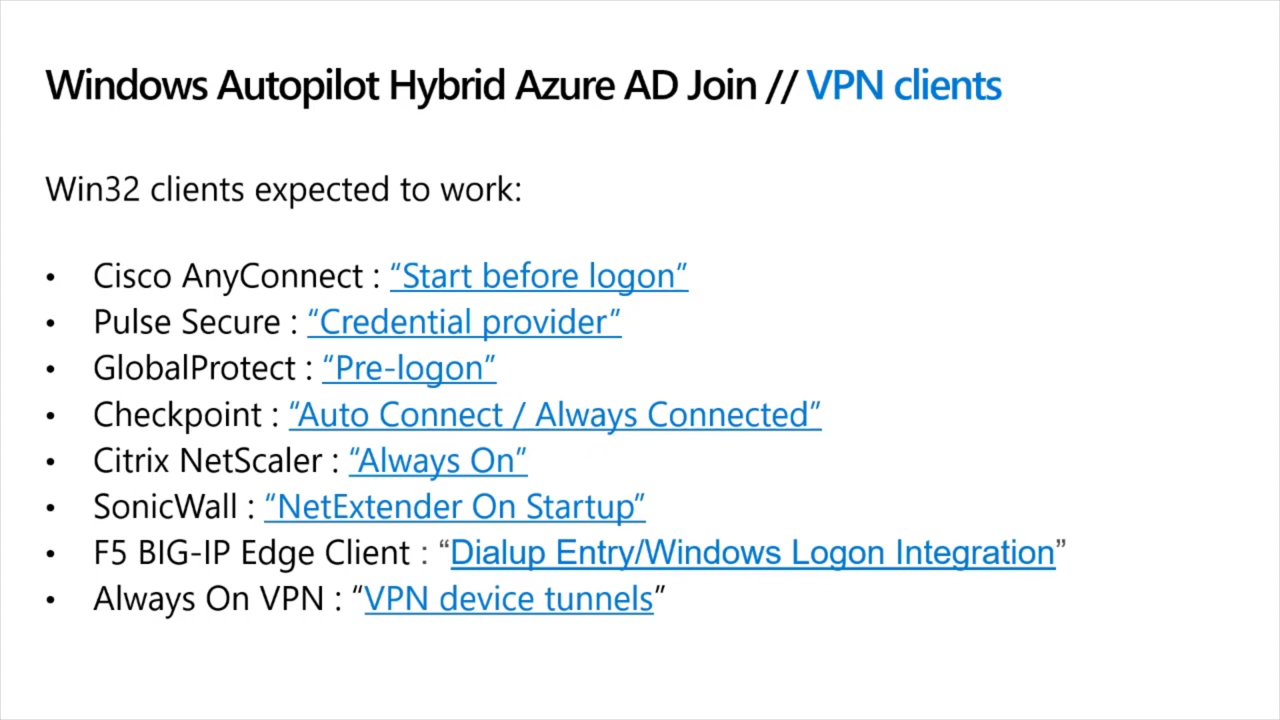 Windows Autopilot Hybrid Azure AD Join // VPN clients
Win32 clients expected to work:
• Cisco AnyConnect : “Start before logon”
• Pulse Secure : “Credential provider”
• GlobalProtect : “Pre-logon”
• Checkpoint : “Auto Connect / Always Connected”
• Citrix NetScaler : “Always On”
• SonicWall : “NetExtender On Startup”
• F5 BIG-IP Edge Client : “Dialup Entry/Windows Logon Integration”
• Always On VPN : “VPN device tunnels”